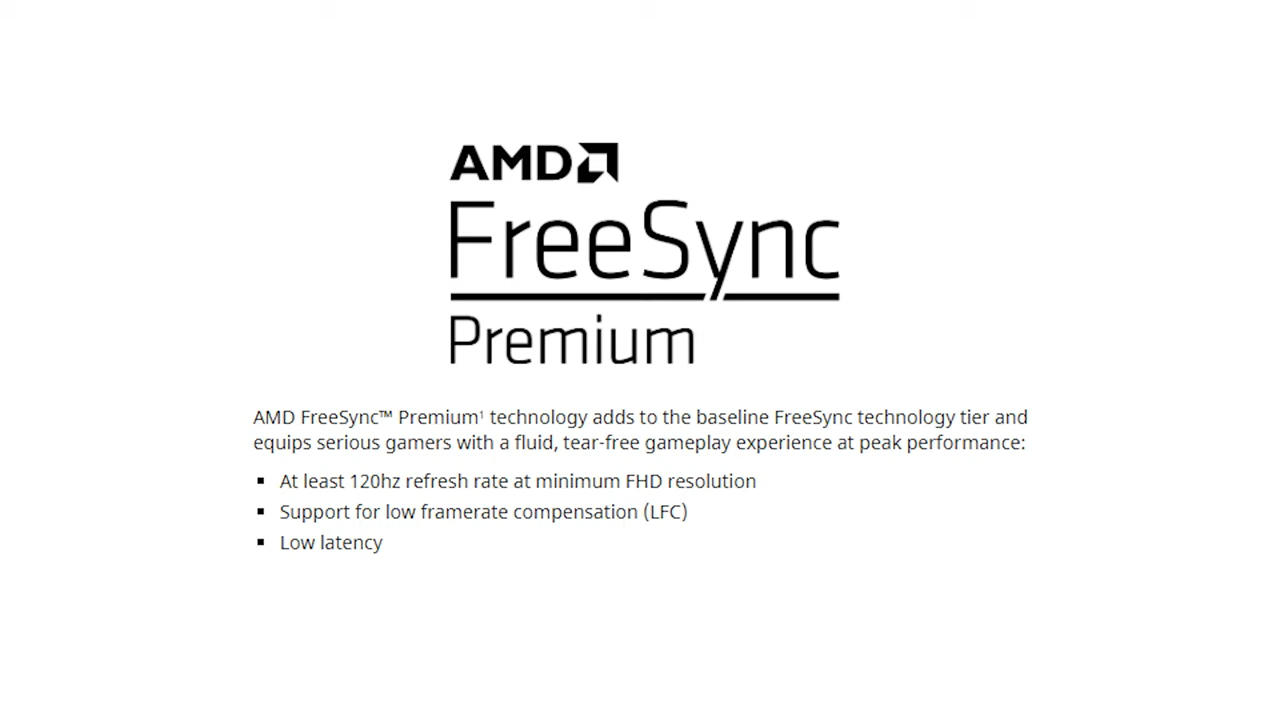 AMD
FreeSync
Premium
AMD FreeSync™ Premium¹ technology adds to the baseline FreeSync technology tier and
equips serious gamers with a fluid, tear-free gameplay experience at peak performance:
▪ At least 120hz refresh rate at minimum FHD resolution
▪ Support for low framerate compensation (LFC)
▪ Low latency